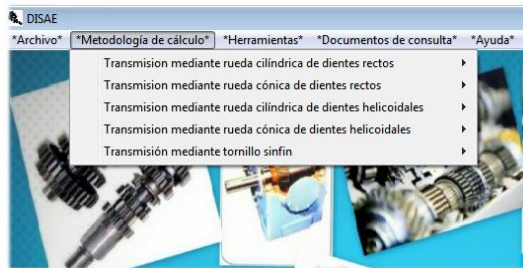 DISAE
*Archivo* *Metodología de cálculo* *Herramientas* *Documentos de consulta* *Ayuda*
Transmision mediante rueda cilíndrica de dientes rectos
Transmision mediante rueda cónica de dientes rectos
Transmision mediante rueda cilíndrica de dientes helicoidales
Transmision mediante rueda cónica de dientes helicoidales
Transmisión mediante tornillo sinfin